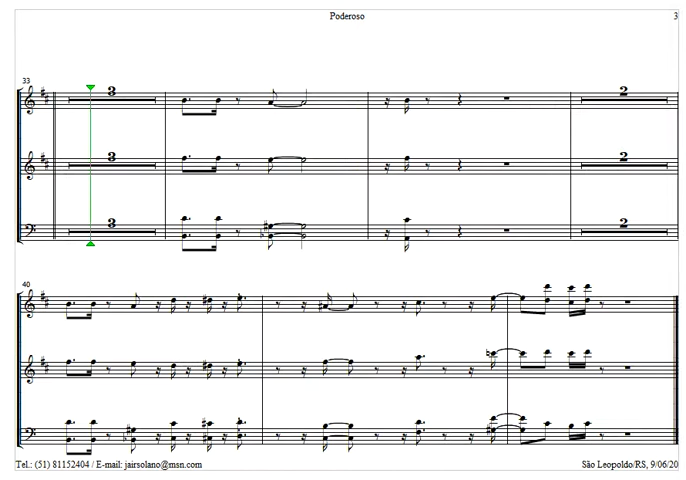 Poderoso 3
33
3 2
3 2
3 2
40
Tel.: (51) 81152404 / E-mail: jairsolano@msn.com São Leopoldo/RS, 9/06/20